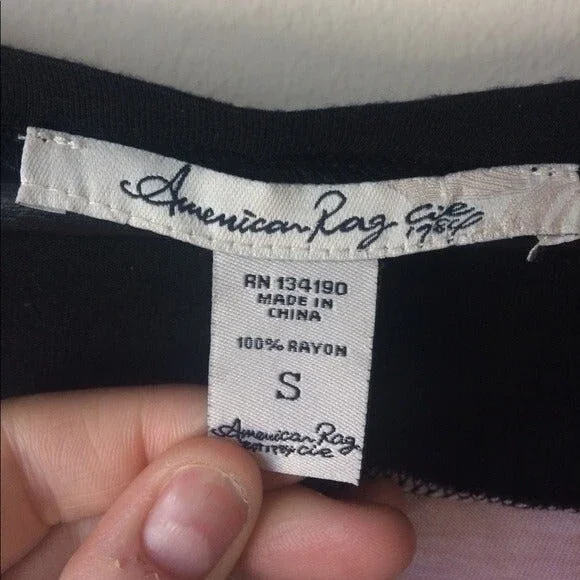 American Rag Cie
1984
RN 134190
MADE IN
CHINA
100% RAYON
S
American Rag
cie